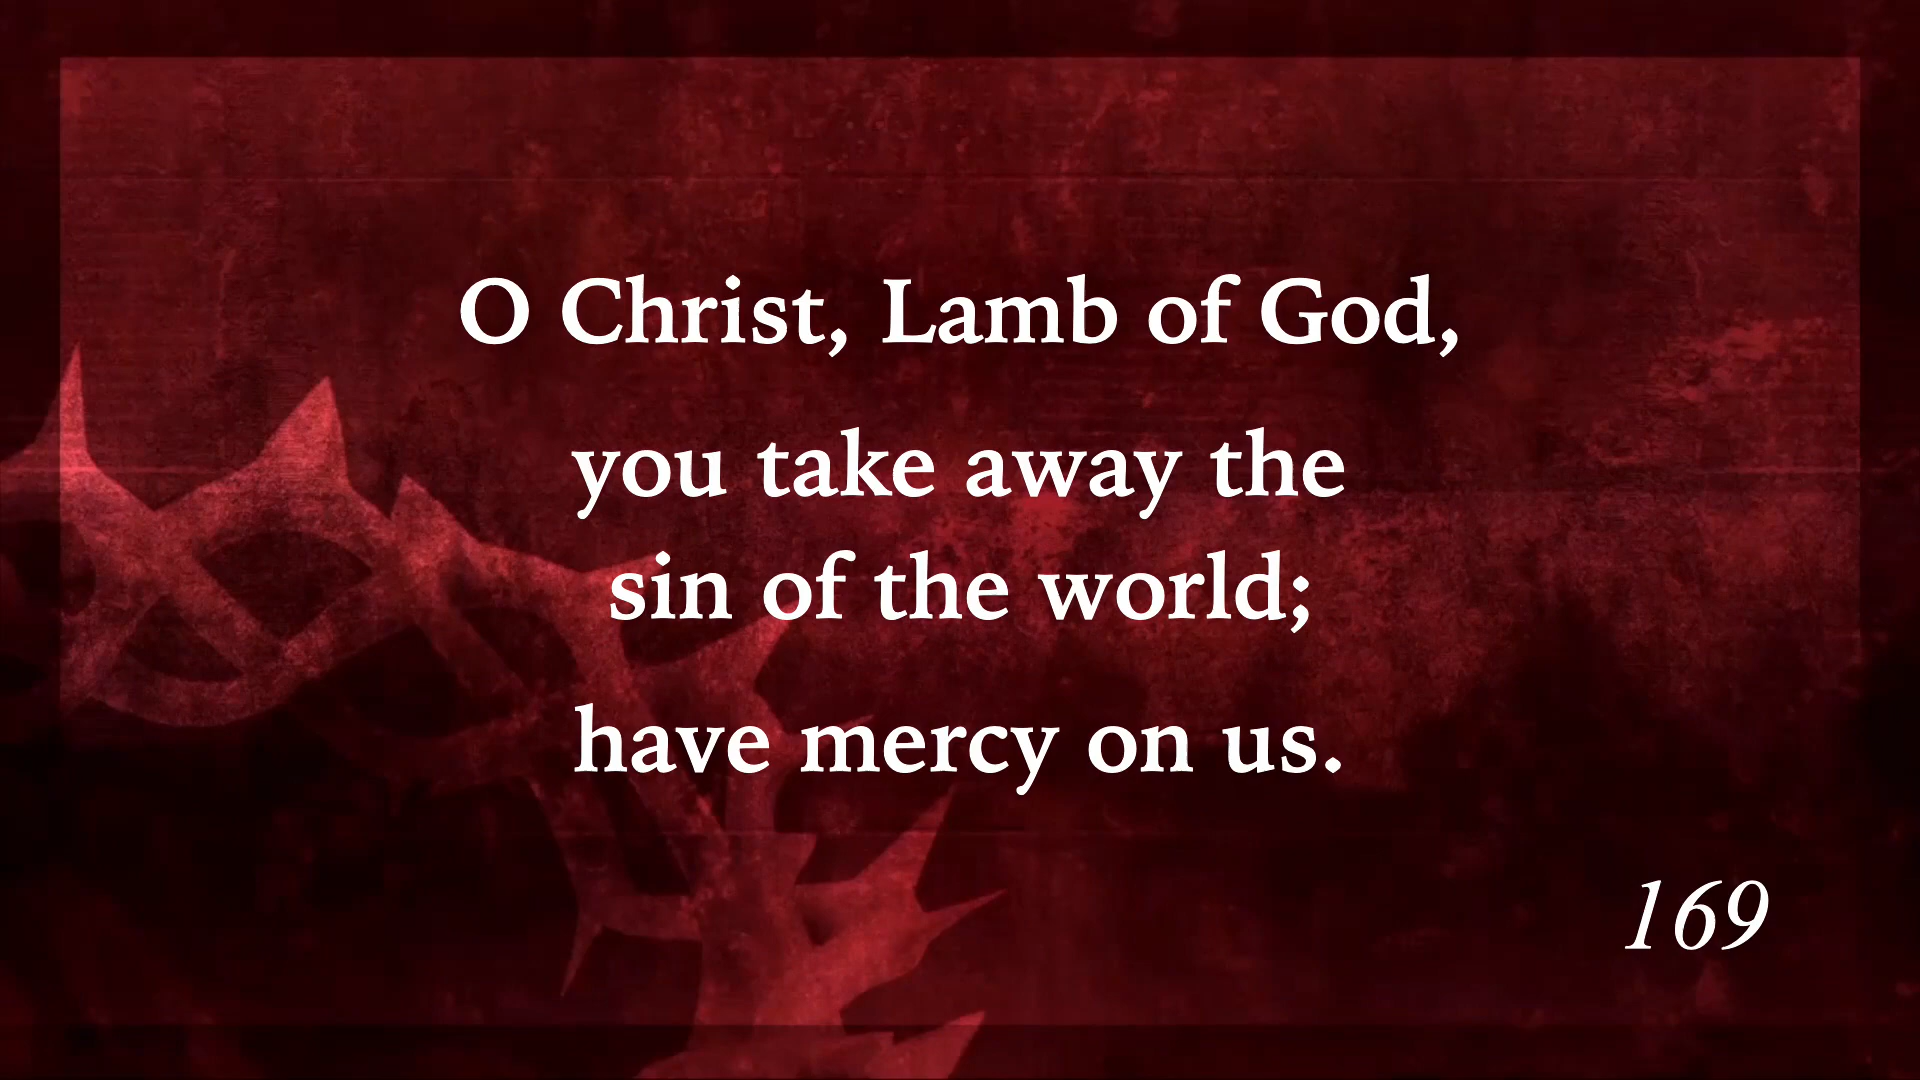 O Christ, Lamb of God,
you take away the
sin of the world;
have mercy on us.
169